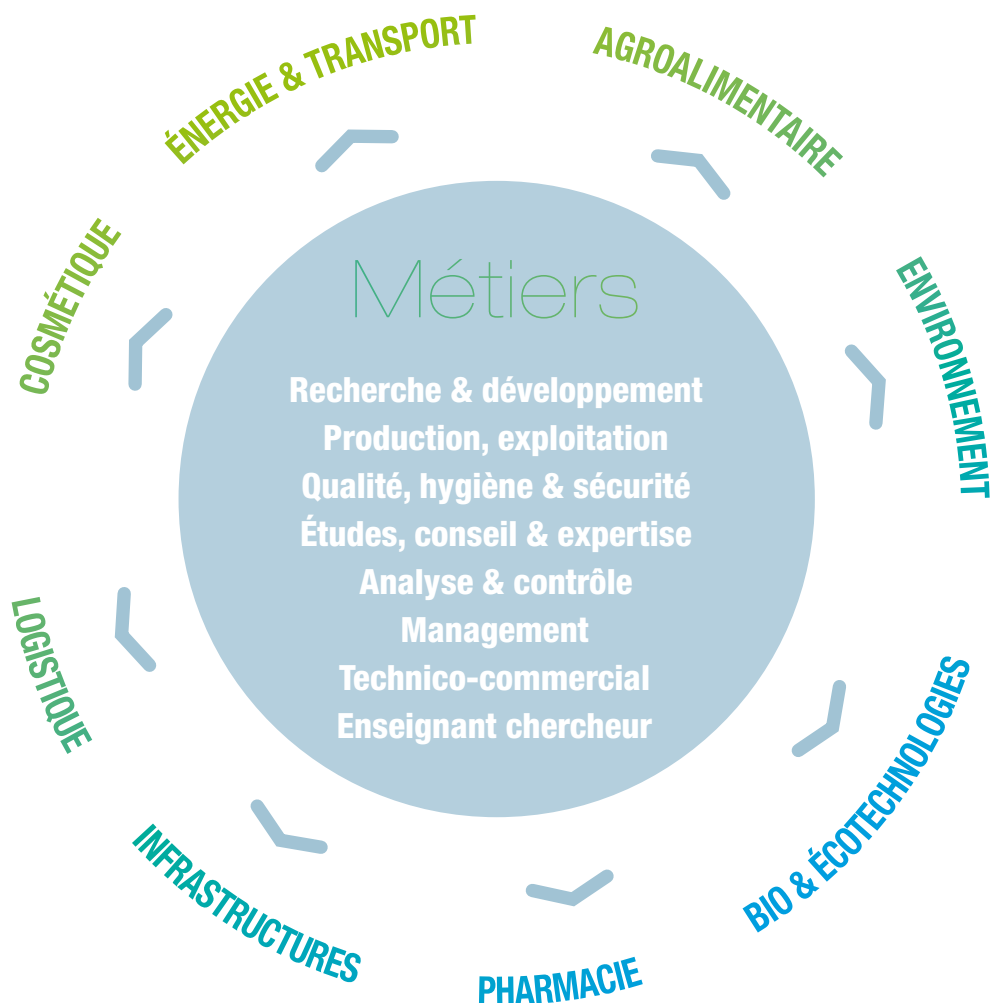 ÉNERGIE & TRANSPORT
AGROALIMENTAIRE
ENVIRONNEMENT
BIO & ÉCOTECHNOLOGIES
PHARMACIE
INFRASTRUCTURES
LOGISTIQUE
COSMÉTIQUE
Métiers
Recherche & développement
Production, exploitation
Qualité, hygiène & sécurité
Études, conseil & expertise
Analyse & contrôle
Management
Technico-commercial
Enseignant chercheur